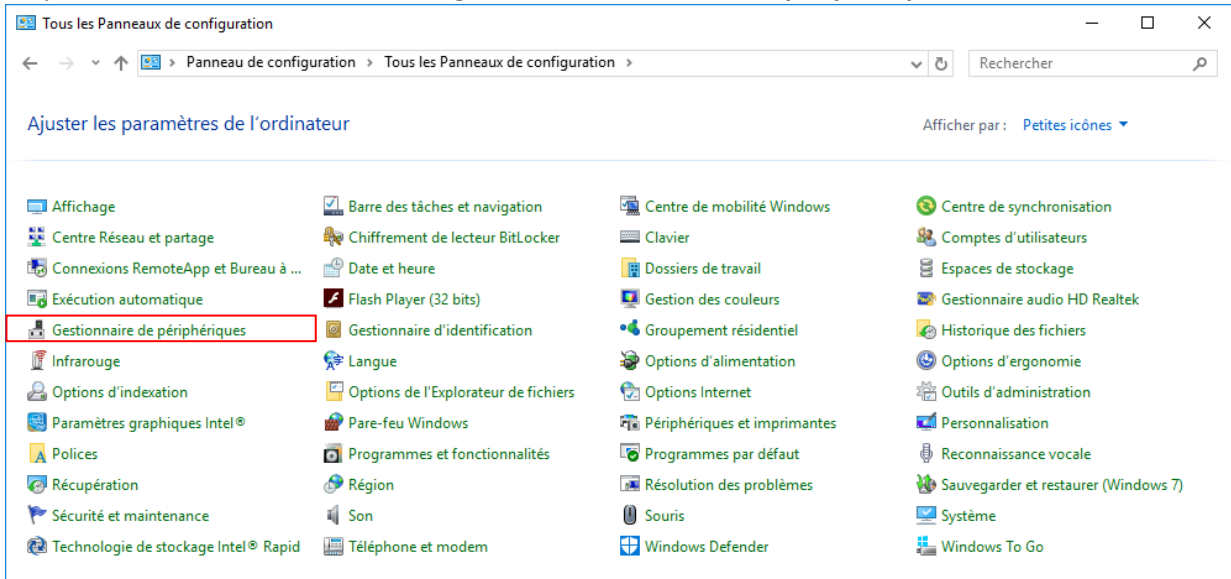 Tous les Panneaux de configuration
Panneau de configuration > Tous les Panneaux de configuration >
Rechercher
Ajuster les paramètres de l'ordinateur
Afficher par : Petites icônes
Affichage
Barre des tâches et navigation
Centre de mobilité Windows
Centre de synchronisation
Centre Réseau et partage
Chiffrement de lecteur BitLocker
Clavier
Comptes d'utilisateurs
Connexions RemoteApp et Bureau à ...
Date et heure
Dossiers de travail
Espaces de stockage
Exécution automatique
Flash Player (32 bits)
Gestion des couleurs
Gestionnaire audio HD Realtek
Gestionnaire de périphériques
Gestionnaire d'identification
Groupement résidentiel
Historique des fichiers
Infrarouge
Langue
Options d'alimentation
Options d'ergonomie
Options d'indexation
Options de l'Explorateur de fichiers
Options Internet
Outils d'administration
Paramètres graphiques Intel®
Pare-feu Windows
Périphériques et imprimantes
Personnalisation
Polices
Programmes et fonctionnalités
Programmes par défaut
Reconnaissance vocale
Récupération
Région
Résolution des problèmes
Sauvegarder et restaurer (Windows 7)
Sécurité et maintenance
Son
Souris
Système
Technologie de stockage Intel® Rapid
Téléphone et modem
Windows Defender
Windows To Go